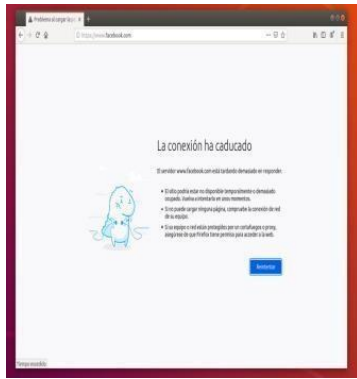 Problema al cargar la p
https://www.facebook.com
La conexión ha caducado
El servidor www.facebook.com está tardando demasiado en responder.
El sitio podría estar no disponible temporalmente o demasiado
ocupado. Vuelva a intentarlo en unos momentos.
Si no puede cargar ninguna página, compruebe la conexión de red
de su equipo.
Si su equipo o red están protegidos por un cortafuegos o proxy,
asegúrese de que Firefox tiene permiso para acceder a la web.
Reintentar